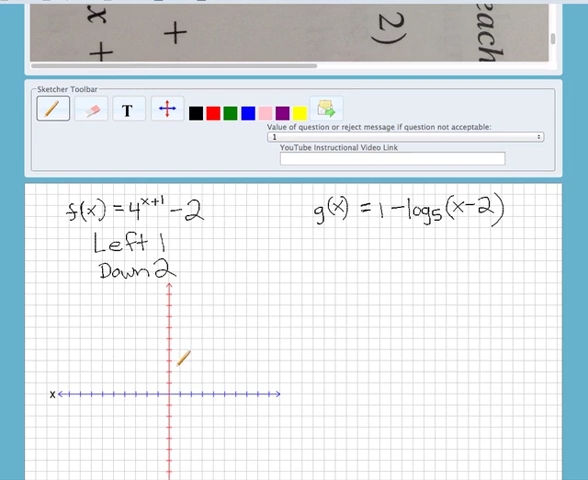 x +
+
2)
each
Sketcher Toolbar
T
Value of question or reject message if question not acceptable:
1
YouTube Instructional Video Link
f(x) = 4^{x+1} - 2
g(x) = 1 - log_5(x-2)
Left 1
Down 2
x